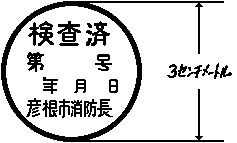 検査済
第　　号
年　月　日
彦根市消防長
3センチメートル